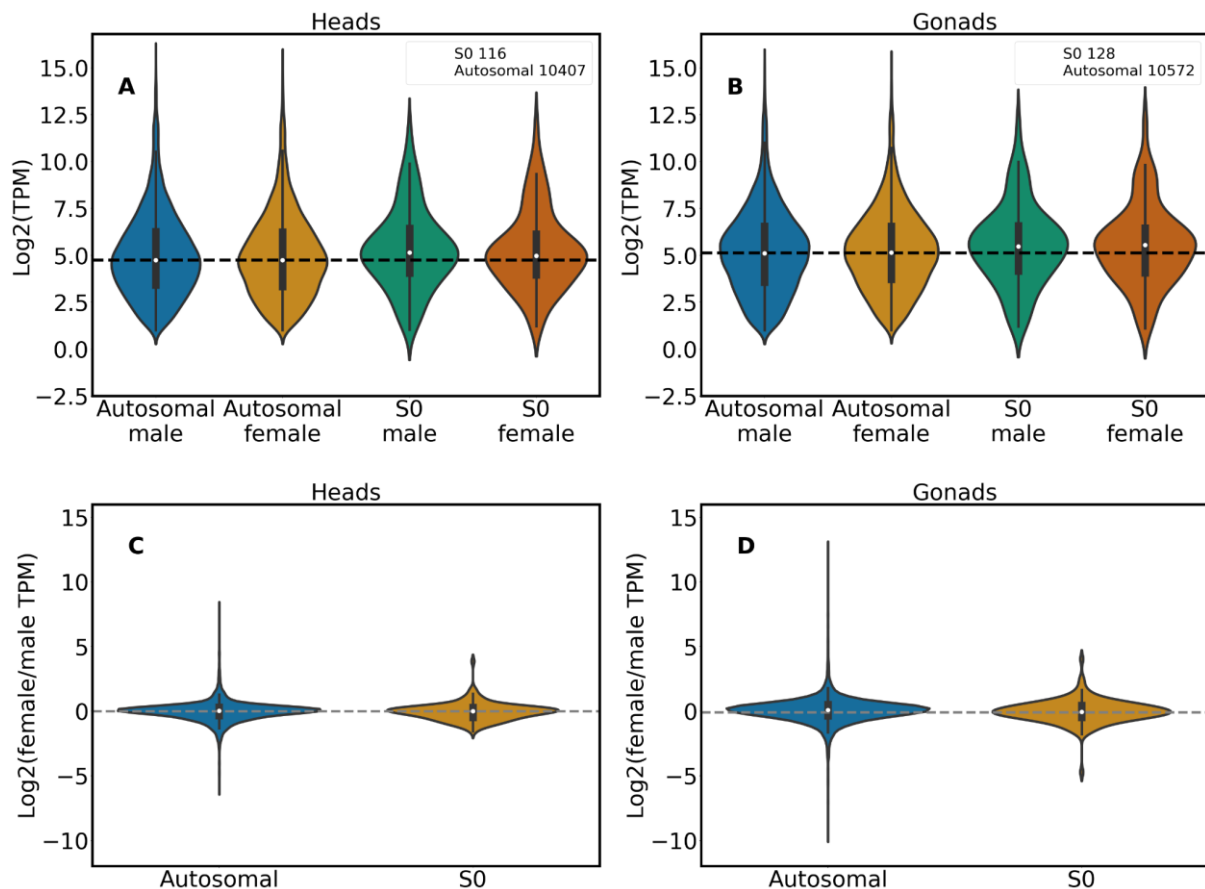 Heads
Log2(TPM)
15.0
12.5
10.0
7.5
5.0
2.5
0.0
−2.5
A
S0 116
Autosomal 10407
Autosomal male
Autosomal female
S0 male
S0 female
Gonads
Log2(TPM)
15.0
12.5
10.0
7.5
5.0
2.5
0.0
−2.5
B
S0 128
Autosomal 10572
Autosomal male
Autosomal female
S0 male
S0 female
Heads
Log2(female/male TPM)
15
10
5
0
−5
−10
C
Autosomal
S0
Gonads
Log2(female/male TPM)
15
10
5
0
−5
−10
D
Autosomal
S0